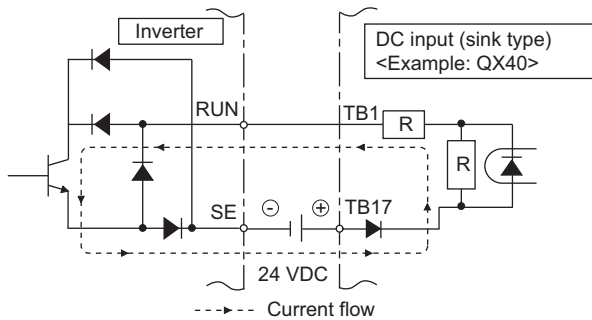 Inverter
DC input (sink type)
<Example: QX40>
RUN
TB1
R
R
SE
TB17
24 VDC
Current flow